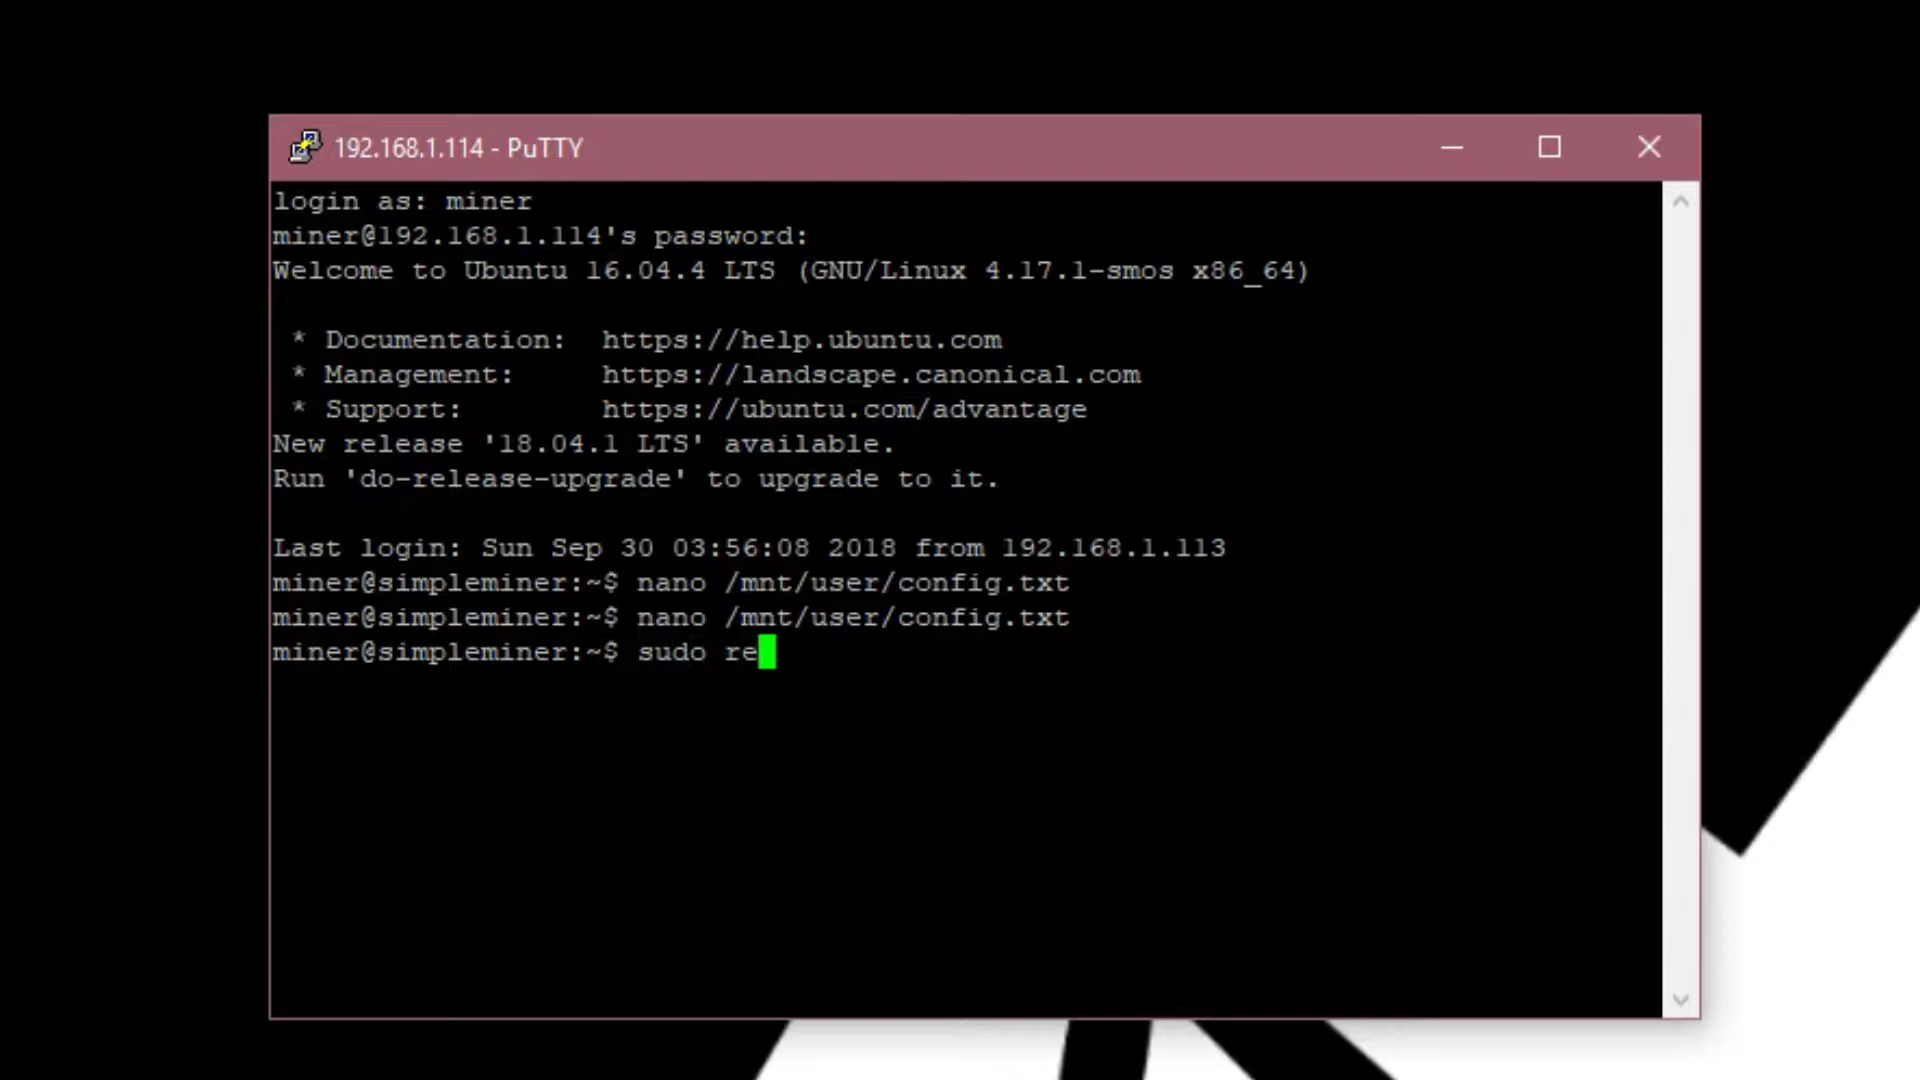 192.168.1.114 - PuTTY
login as: miner
miner@192.168.1.114's password:
Welcome to Ubuntu 16.04.4 LTS (GNU/Linux 4.17.1-smos x86_64)
* Documentation:  https://help.ubuntu.com
* Management:     https://landscape.canonical.com
* Support:        https://ubuntu.com/advantage
New release '18.04.1 LTS' available.
Run 'do-release-upgrade' to upgrade to it.
Last login: Sun Sep 30 03:56:08 2018 from 192.168.1.113
miner@simpleminer:~$ nano /mnt/user/config.txt
miner@simpleminer:~$ nano /mnt/user/config.txt
miner@simpleminer:~$ sudo re